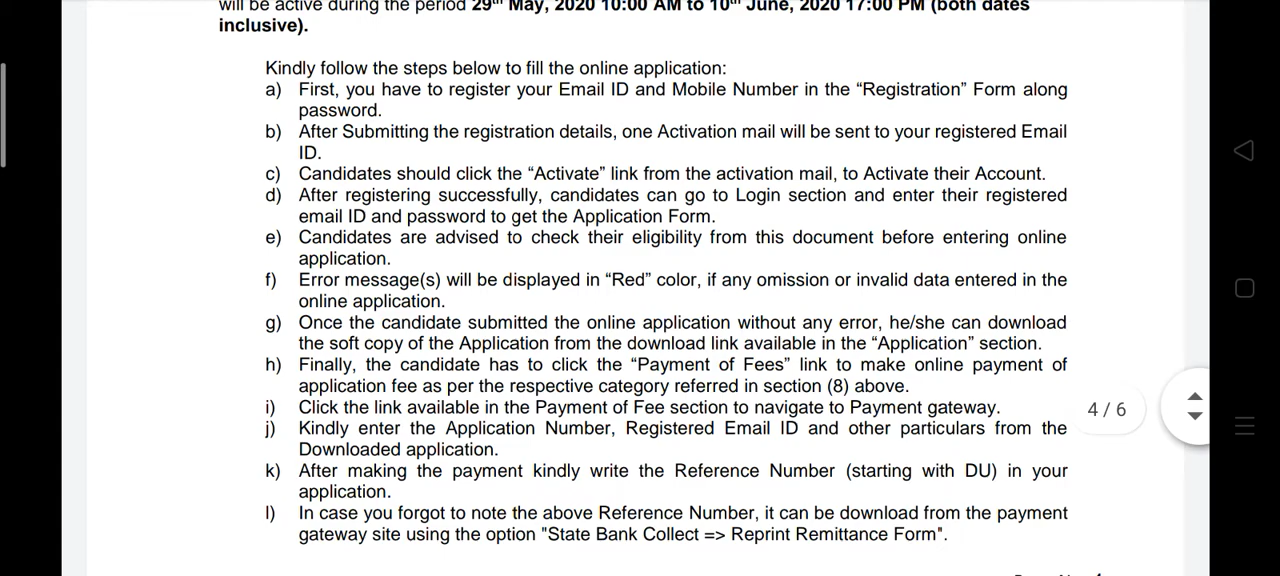 will be active during the period 29th May, 2020 10:00 AM to 10th June, 2020 17:00 PM (both dates
inclusive).
Kindly follow the steps below to fill the online application:
a) First, you have to register your Email ID and Mobile Number in the “Registration” Form along
password.
b) After Submitting the registration details, one Activation mail will be sent to your registered Email
ID.
c) Candidates should click the “Activate” link from the activation mail, to Activate their Account.
d) After registering successfully, candidates can go to Login section and enter their registered
email ID and password to get the Application Form.
e) Candidates are advised to check their eligibility from this document before entering online
application.
f) Error message(s) will be displayed in “Red” color, if any omission or invalid data entered in the
online application.
g) Once the candidate submitted the online application without any error, he/she can download
the soft copy of the Application from the download link available in the “Application” section.
h) Finally, the candidate has to click the “Payment of Fees” link to make online payment of
application fee as per the respective category referred in section (8) above.
i) Click the link available in the Payment of Fee section to navigate to Payment gateway.
4 / 6
j) Kindly enter the Application Number, Registered Email ID and other particulars from the
Downloaded application.
k) After making the payment kindly write the Reference Number (starting with DU) in your
application.
l) In case you forgot to note the above Reference Number, it can be download from the payment
gateway site using the option "State Bank Collect => Reprint Remittance Form".